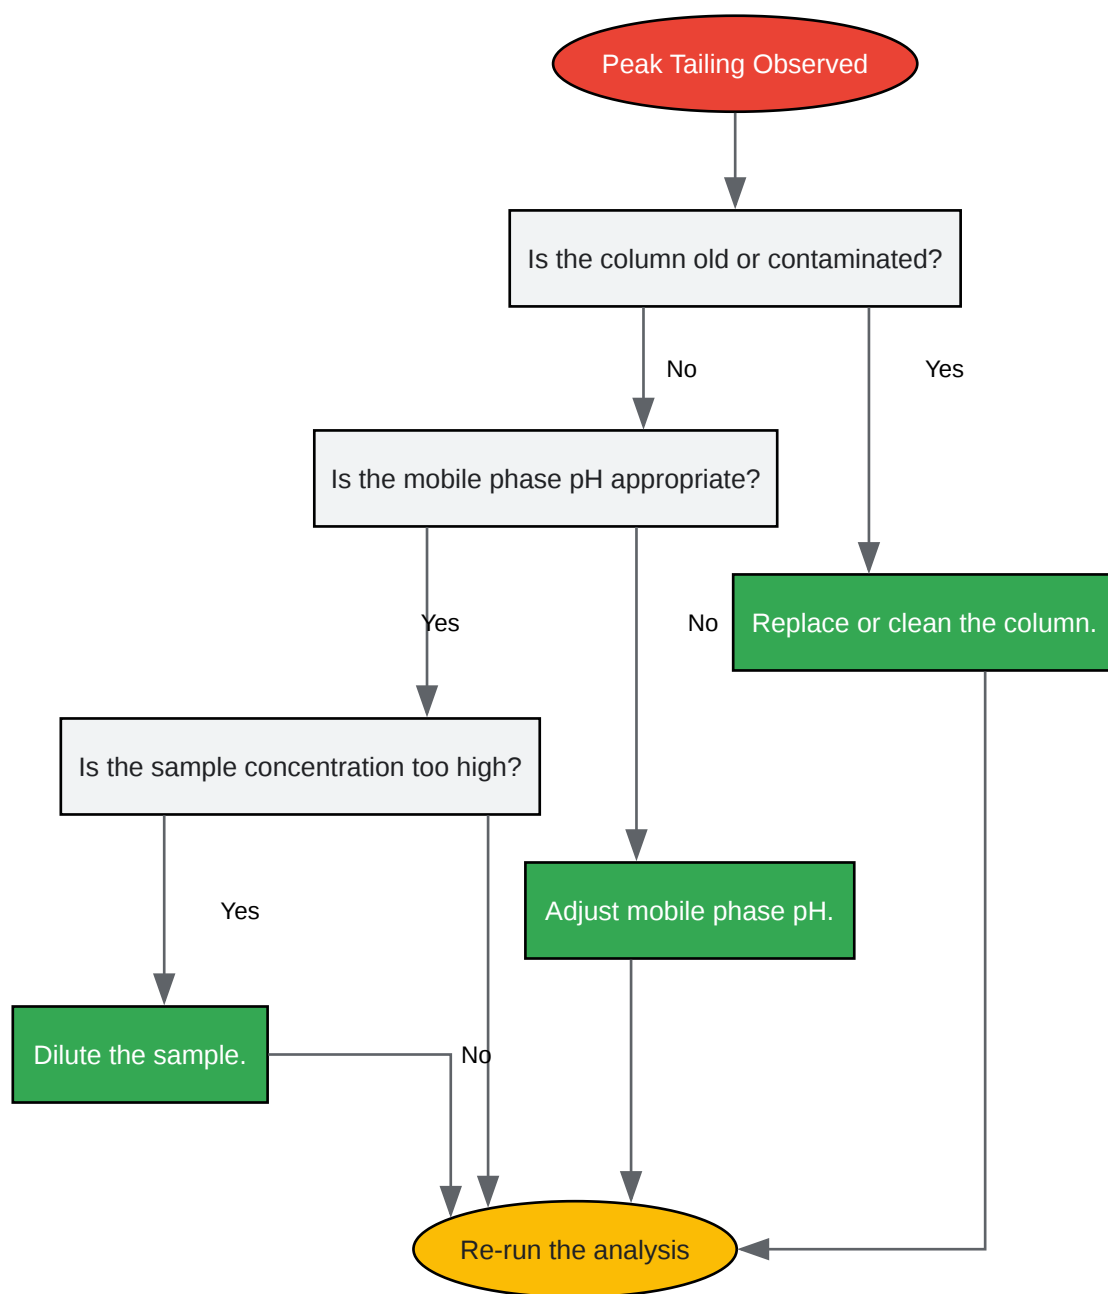 Peak Tailing Observed
Is the column old or contaminated?
No
Yes
Is the mobile phase pH appropriate?
Yes
No
Replace or clean the column.
Is the sample concentration too high?
Yes
Adjust mobile phase pH.
Dilute the sample.
No
Re-run the analysis